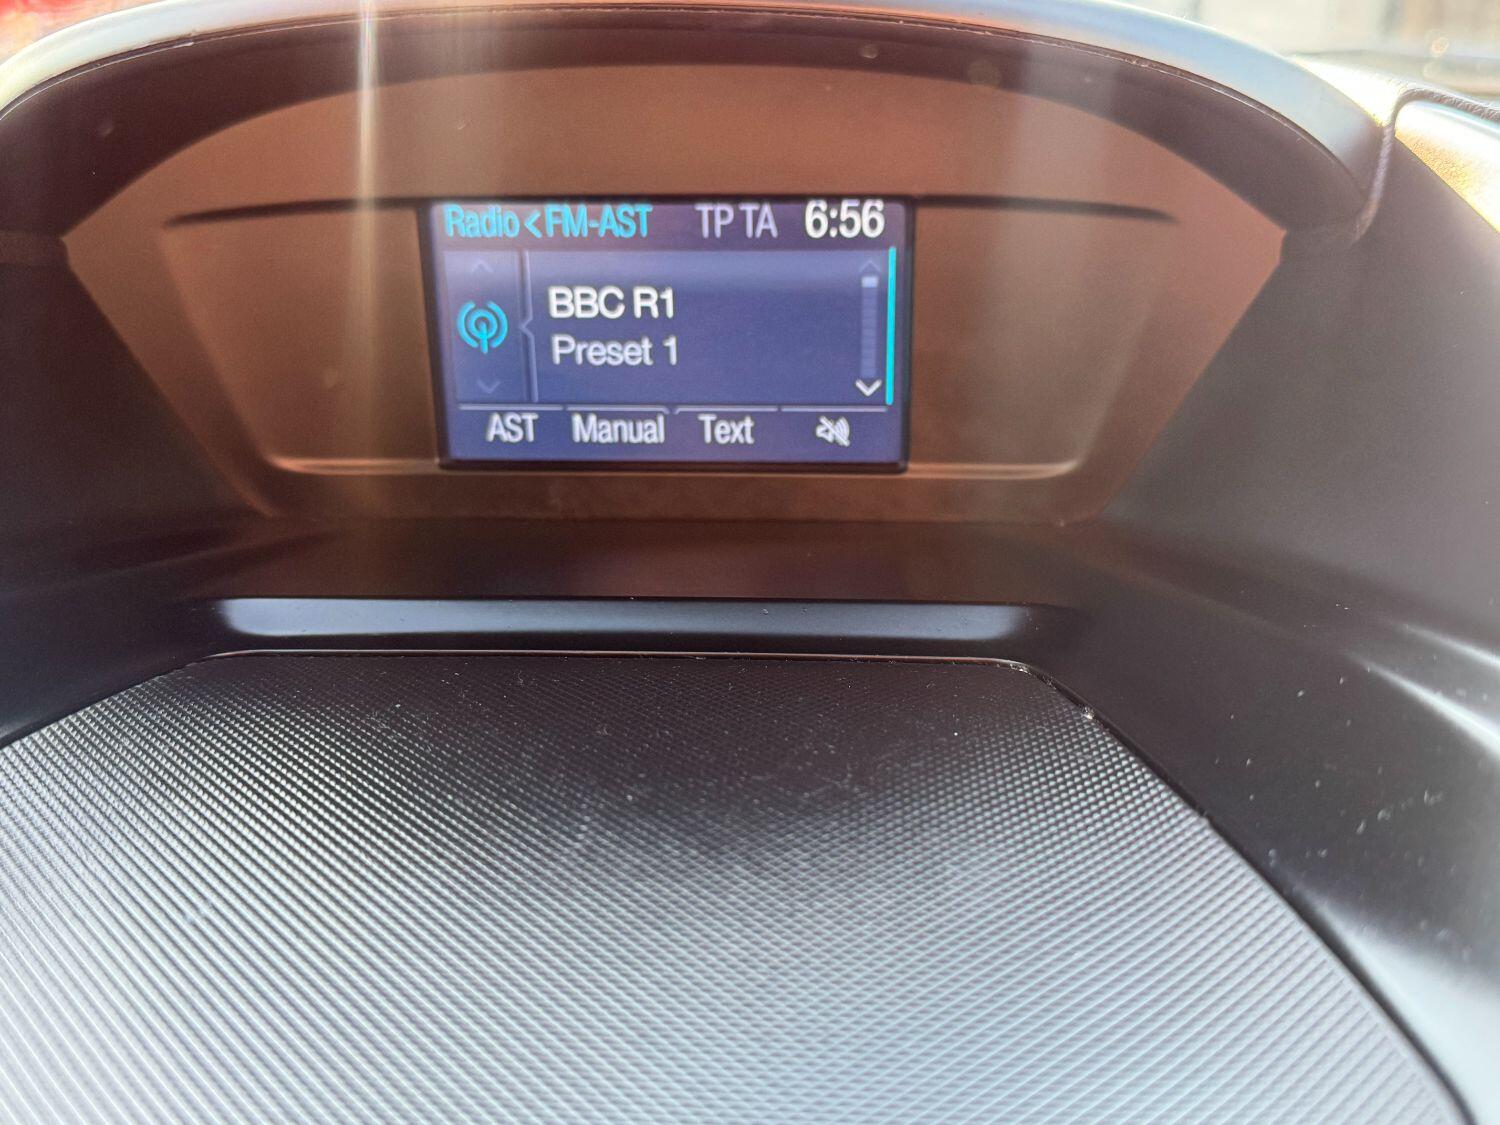 Radio < FM-AST TP TA 6:56
BBC R1
Preset 1
AST Manual Text